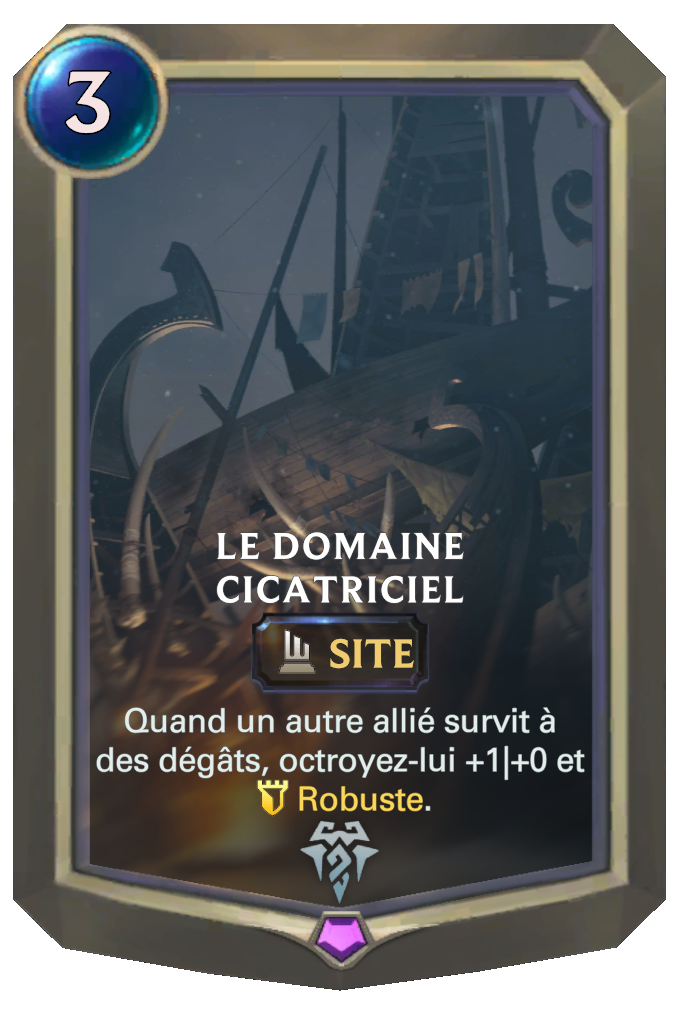 3
LE DOMAINE
CICATRICIEL
SITE
Quand un autre allié survit à
des dégâts, octroyez-lui +1|+0 et
Robuste.